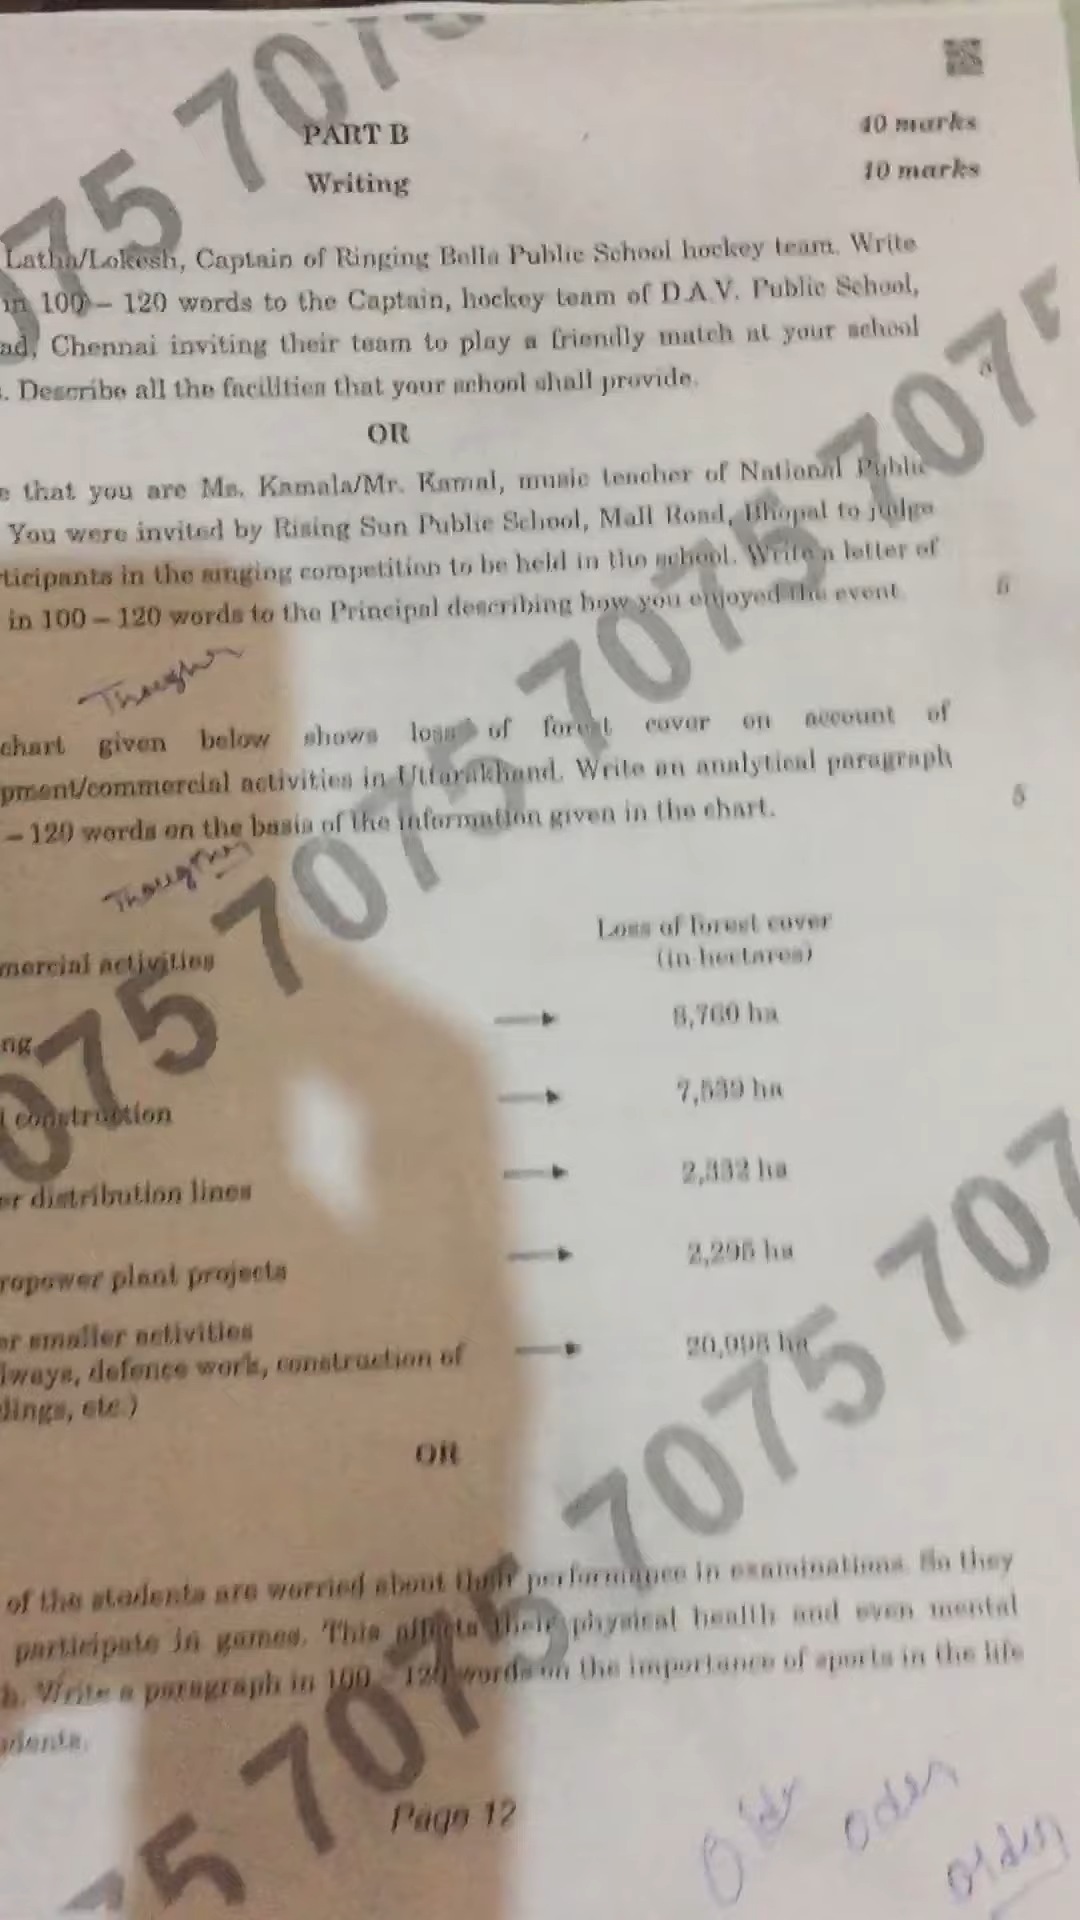 PART B
40 marks
Writing
10 marks
Latha/Lokesh, Captain of Ringing Bells Public School hockey team. Write
in 100 – 120 words to the Captain, hockey team of D.A.V. Public School,
ad, Chennai inviting their team to play a friendly match at your school
. Describe all the facilities that your school shall provide.
OR
e that you are Ms. Kamala/Mr. Kamal, music teacher of National Public
You were invited by Rising Sun Public School, Mall Road, Bhopal to judge
ticipants in the singing competition to be held in the school. Write a letter of
in 100 – 120 words to the Principal describing how you enjoyed the event.
chart given below shows loss of forest cover on account of
pment/commercial activities in Uttarakhand. Write an analytical paragraph
– 120 words on the basis of the information given in the chart.
5
Loss of forest cover
(in hectares)
mercial activities
ng
8,760 ha
l construction
7,539 ha
er distribution lines
2,332 ha
ropower plant projects
2,295 ha
er smaller activities
lways, defence work, construction of
dings, etc.)
20,998 ha
OR
of the students are worried about their performance in examinations. So they
participate in games. This affects their physical health and even mental
h. Write a paragraph in 100 – 120 words on the importance of sports in the life
udents.
Page 12
7075 7075 7075 7075